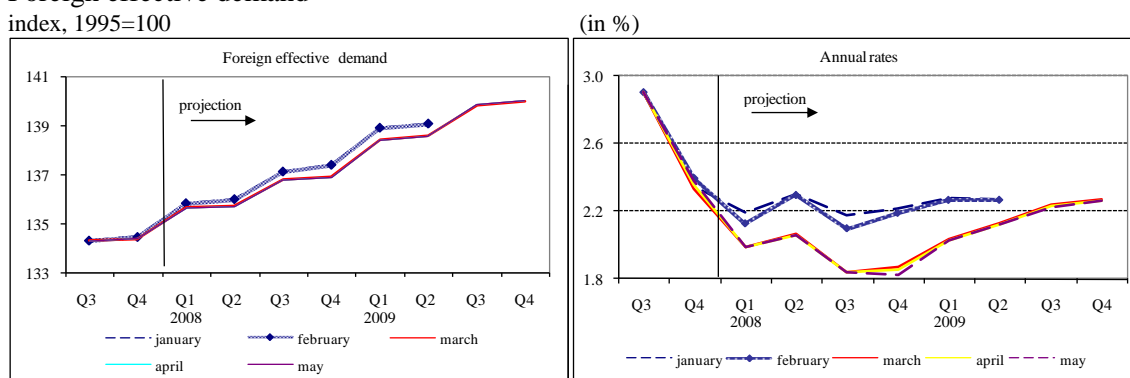 Foreign effective demand
index, 1995=100
(in %)
Foreign effective demand
141
139
137
135
133
projection
Q3 Q4 Q1 Q2 Q3 Q4 Q1 Q2 Q3 Q4
2008 2009
january february march
april may
Annual rates
3.0
2.6
2.2
1.8
projection
Q3 Q4 Q1 Q2 Q3 Q4 Q1 Q2 Q3 Q4
2008 2009
january february march april may